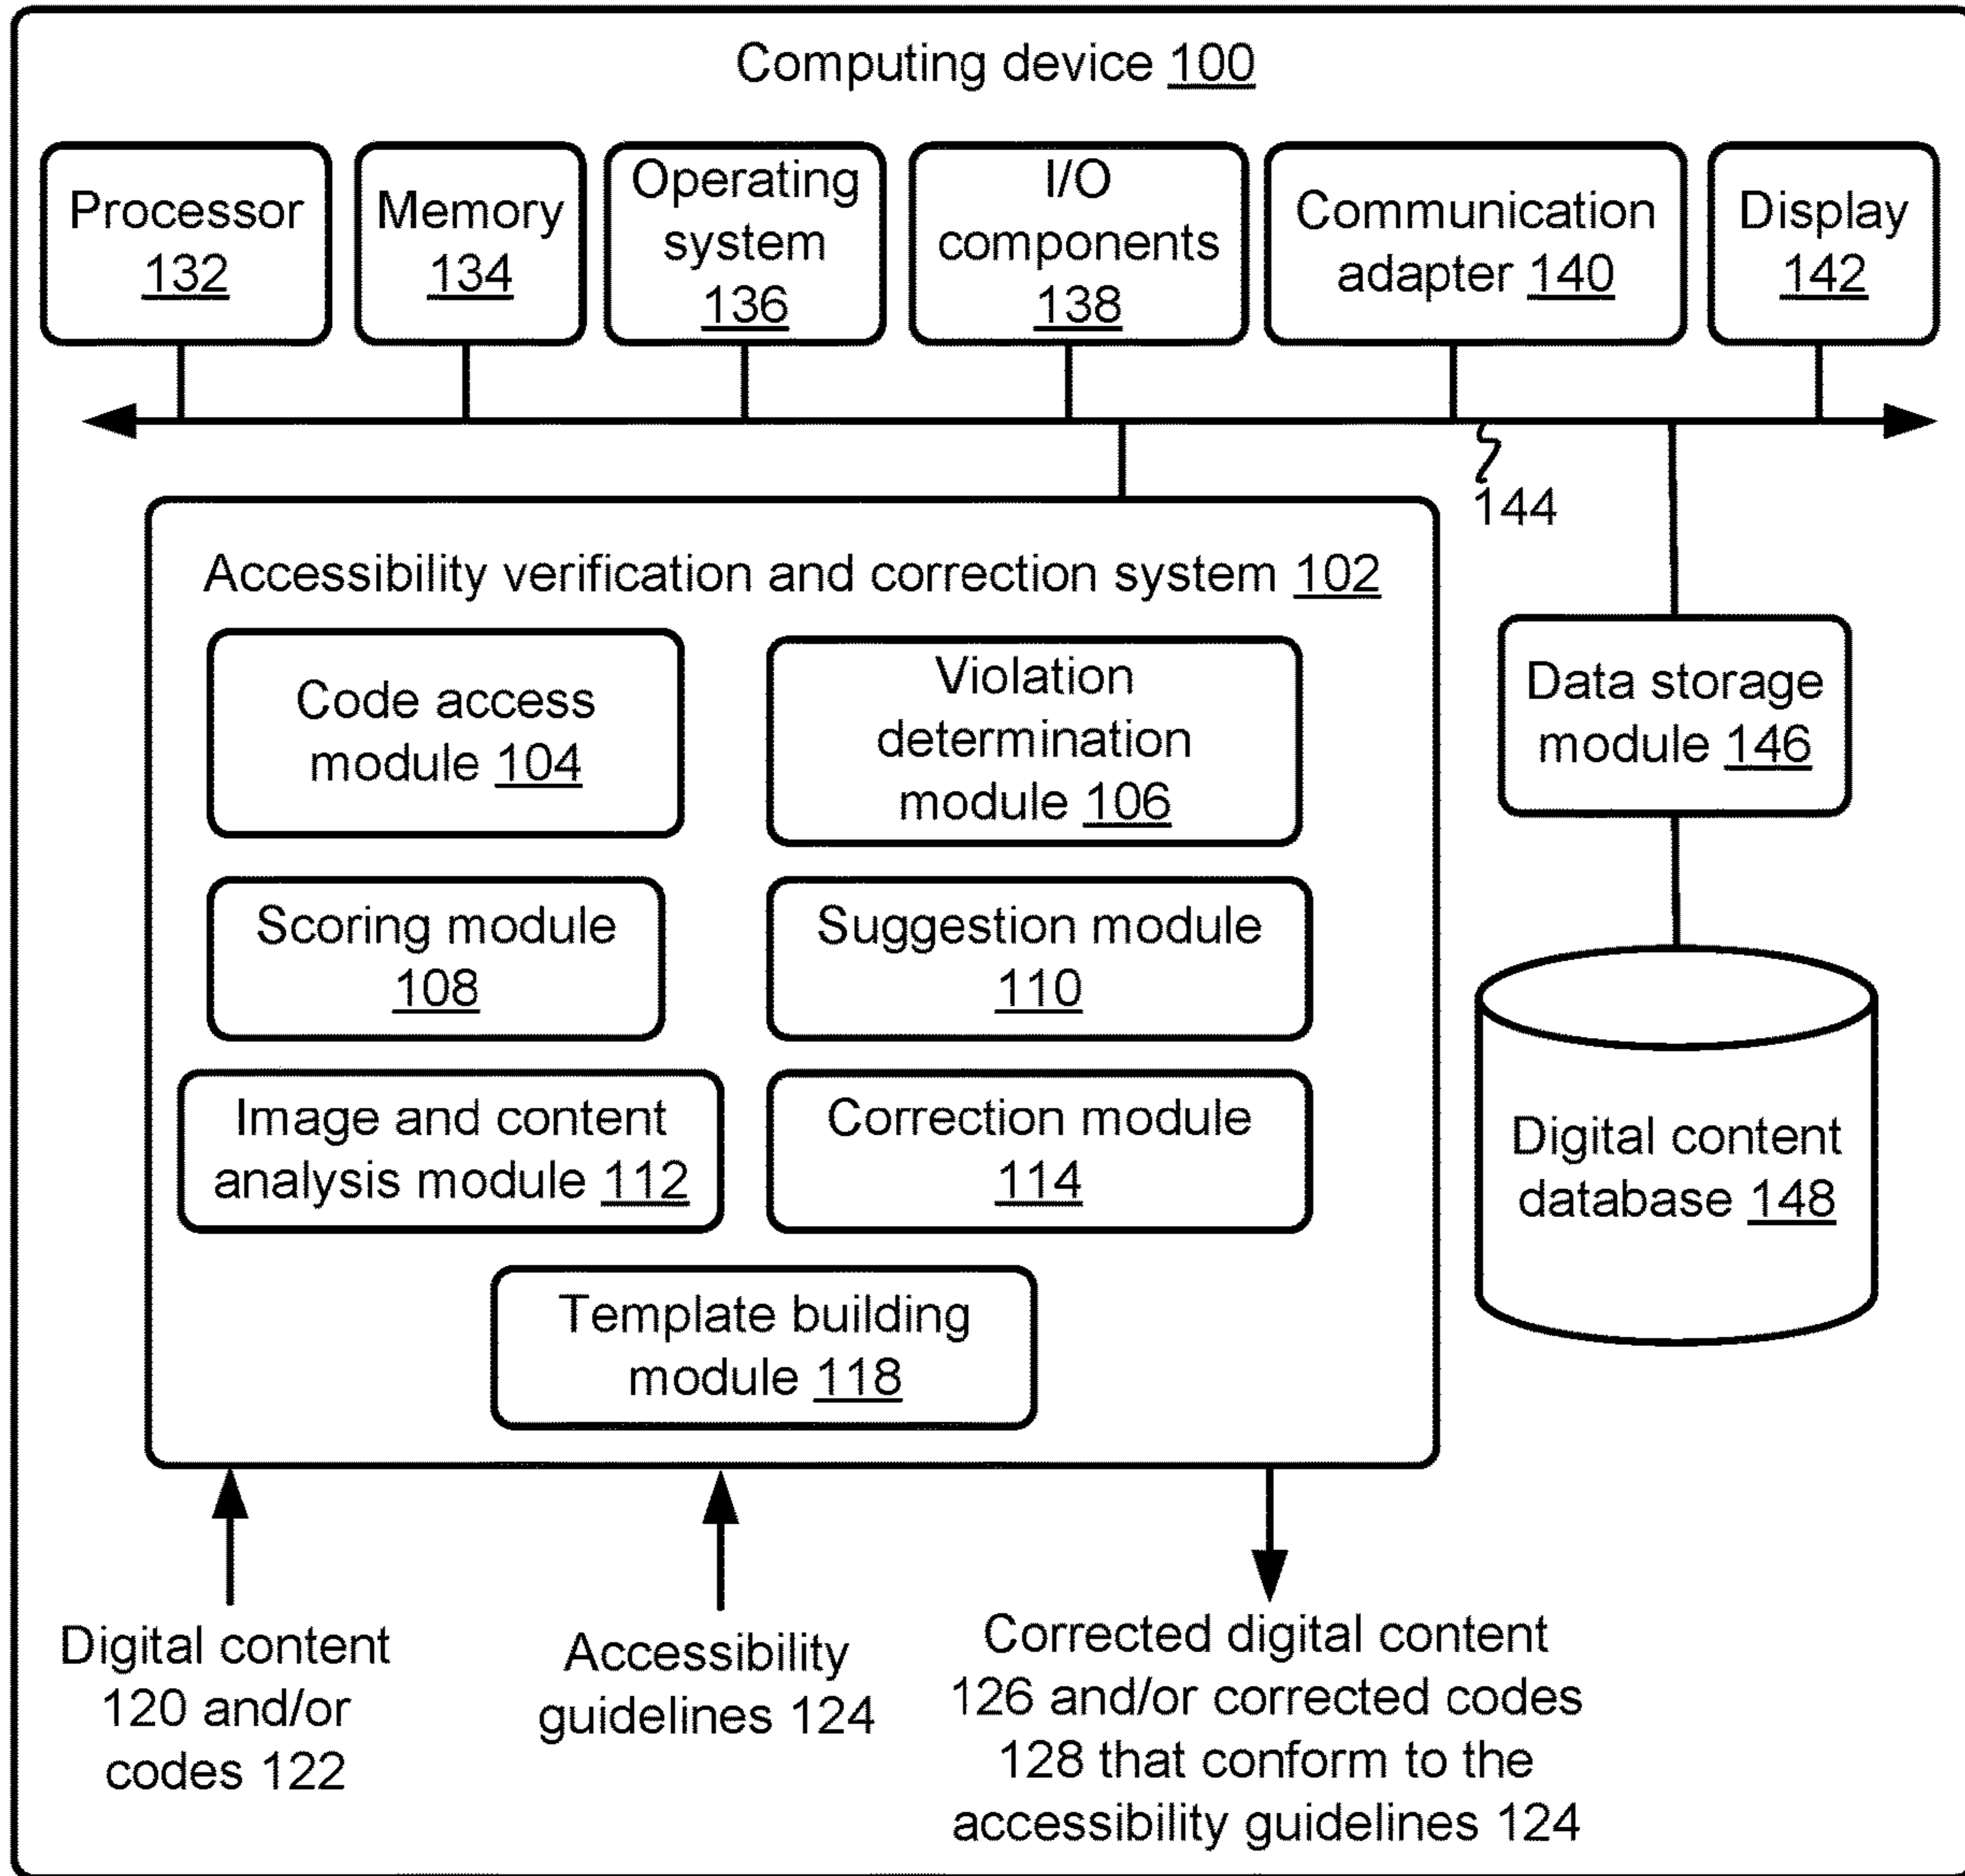 Computing device 100
Processor
132
Memory
134
Operating
system
136
I/O
components
138
Communication
adapter 140
Display
142
144
Accessibility verification and correction system 102
Code access
module 104
Violation
determination
module 106
Scoring module
108
Suggestion module
110
Image and content
analysis module 112
Correction module
114
Template building
module 118
Data storage
module 146
Digital content
database 148
Digital content
120 and/or
codes 122
Accessibility
guidelines 124
Corrected digital content
126 and/or corrected codes
128 that conform to the
accessibility guidelines 124